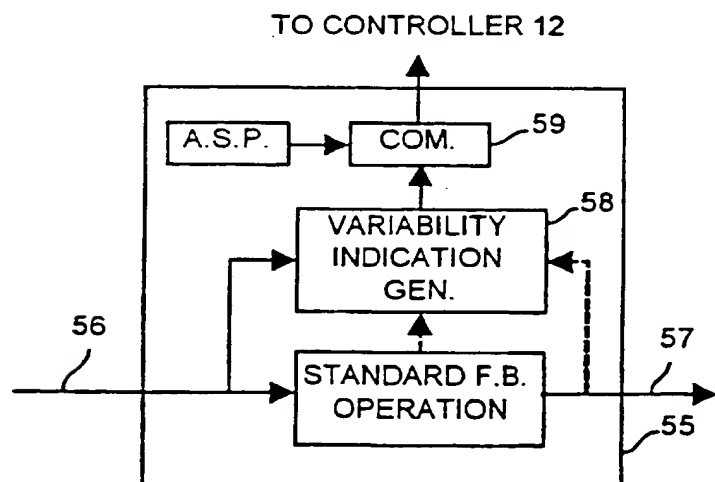 TO CONTROLLER 12
A.S.P.
COM.
59
58
VARIABILITY
INDICATION
GEN.
56
57
STANDARD F.B.
OPERATION
55